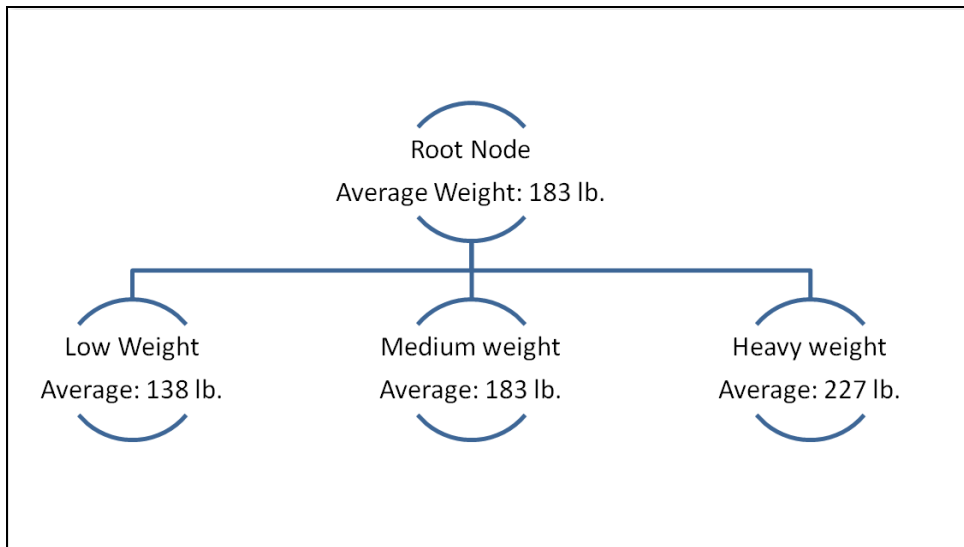 Root Node
Average Weight: 183 lb.
Low Weight
Average: 138 lb.
Medium weight
Average: 183 lb.
Heavy weight
Average: 227 lb.